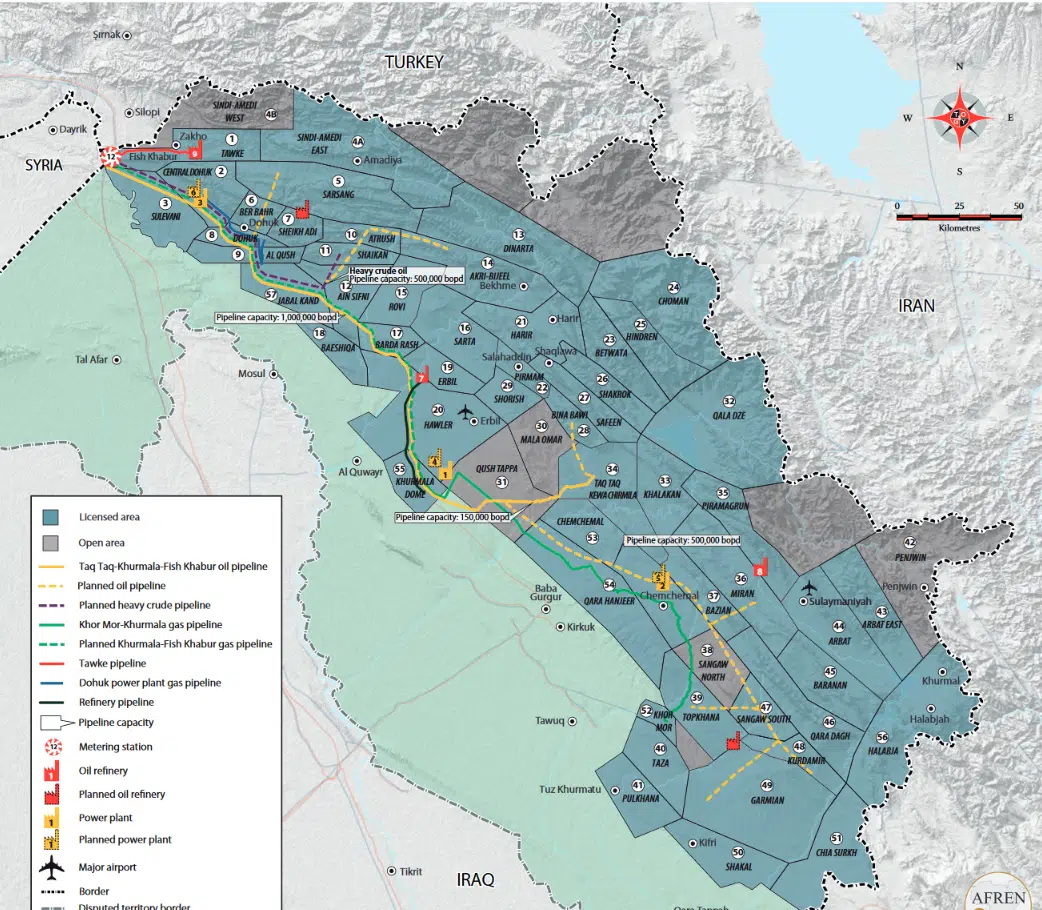 Şırnak
TURKEY
N
W
E
S
0 25 50
Kilometres
SINDI-AMEDI
WEST
4B
Silopi
Dayrik
SYRIA
Zakho
Fish Khabur
12
9
1
TAWKE
SINDI-AMEDI
EAST
4A
Amadiya
CENTRAL DOHUK
2
5
SARSANG
6
3
3
SULEVANI
6
BER BAHR
7
SHEIKH ADI
Dohuk
DOHUK
8
9
AL QUSH
10
ATRUSH
11
SHAIKAN
13
DINARTA
Heavy crude oil
Pipeline capacity: 500,000 bopd
14
AKRI-BIJEEL
Bekhme
12
AIN SIFNI
15
ROVI
57
JABAL KAND
Pipeline capacity: 1,000,000 bopd
24
CHOMAN
IRAN
18
BAESHIQA
17
BARDA RASH
16
SARTA
21
HARIR
Harir
25
HINDREN
23
BETWATA
Tal Afar
Mosul
7
19
ERBIL
Salahaddin
Shaqlawa
PIRMAM
22
29
SHORISH
26
SHAKROK
27
BINA BAWI
SAFEEN
28
32
QALA DZE
20
HAWLER
Erbil
30
MALA OMAR
Al Quwayr
4
1
55
KHURMALA
DOME
QUSH TAPPA
31
34
TAQ TAQ
KEWACHIRMILA
33
KHALAKAN
35
PIRAMAGRUN
Pipeline capacity: 150,000 bopd
CHEMCHEMAL
53
Pipeline capacity: 500,000 bopd
42
PENJWIN
Penjwin
8
36
MIRAN
5
2
Chemchemal
54
QARA HANJEER
37
BAZIAN
Sulaymaniyah
43
ARBAT EAST
44
ARBAT
Baba
Gurgur
Kirkuk
38
SANGAW
NORTH
45
BARANAN
Khurmal
Halabjah
39
TOPKHANA
47
SANGAW SOUTH
46
QARA DAGH
56
HALABJA
Tawuq
52
KHOR
MOR
40
TAZA
48
KURDAMIR
41
PULKHANA
Tuz Khurmatu
49
GARMIAN
Kifri
50
SHAKAL
51
CHIA SURKH
Tikrit
IRAQ
Qara Tappah
AFREN
Licensed area
Open area
Taq Taq-Khurmala-Fish Khabur oil pipeline
Planned oil pipeline
Planned heavy crude pipeline
Khor Mor-Khurmala gas pipeline
Planned Khurmala-Fish Khabur gas pipeline
Tawke pipeline
Dohuk power plant gas pipeline
Refinery pipeline
Pipeline capacity
12
Metering station
1
Oil refinery
Planned oil refinery
1
Power plant
1
Planned power plant
Major airport
Border
Disputed territory border